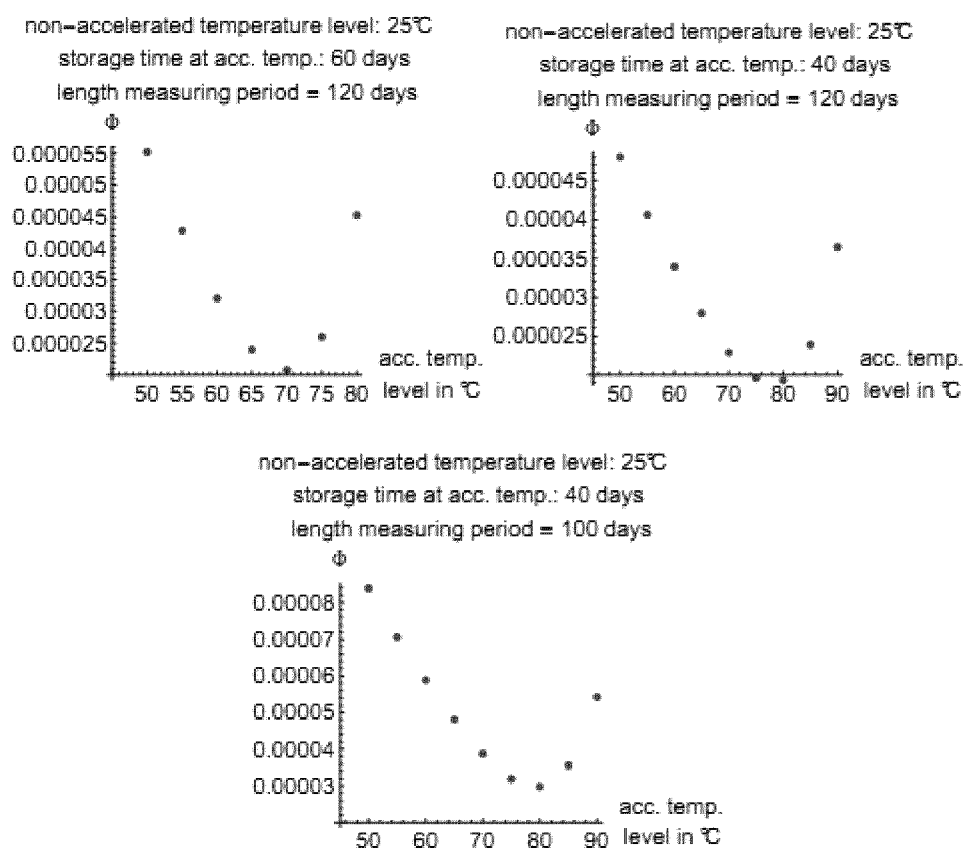 non−accelerated temperature level: 25℃
storage time at acc. temp.: 60 days
length measuring period = 120 days
Φ
0.000055
0.00005
0.000045
0.00004
0.000035
0.00003
0.000025
50 55 60 65 70 75 80
acc. temp.
level in ℃
non−accelerated temperature level: 25℃
storage time at acc. temp.: 40 days
length measuring period = 120 days
Φ
0.000045
0.00004
0.000035
0.00003
0.000025
50 60 70 80 90
acc. temp.
level in ℃
non−accelerated temperature level: 25℃
storage time at acc. temp.: 40 days
length measuring period = 100 days
Φ
0.00008
0.00007
0.00006
0.00005
0.00004
0.00003
50 60 70 80 90
acc. temp.
level in ℃